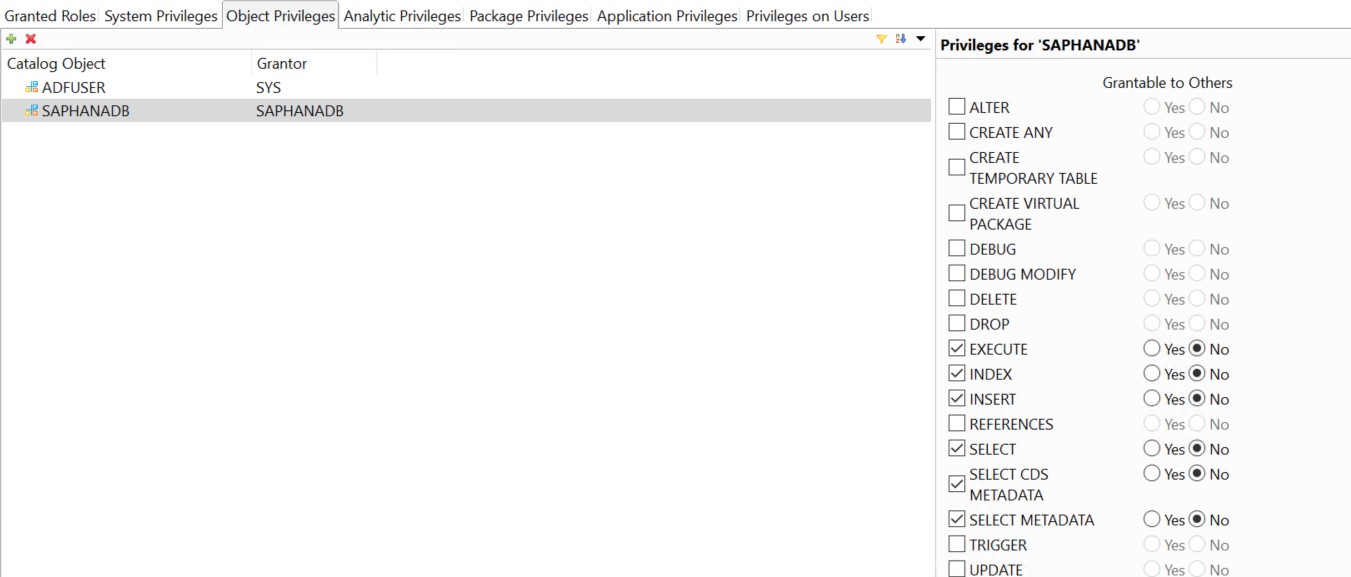 Granted Roles System Privileges Object Privileges Analytic Privileges Package Privileges Application Privileges Privileges on Users
Catalog Object Grantor
ADFUSER SYS
SAPHANADB SAPHANADB
Privileges for 'SAPHANADB'
Grantable to Others
ALTER Yes No
CREATE ANY Yes No
CREATE Yes No
TEMPORARY TABLE
CREATE VIRTUAL Yes No
PACKAGE
DEBUG Yes No
DEBUG MODIFY Yes No
DELETE Yes No
DROP Yes No
EXECUTE Yes No
INDEX Yes No
INSERT Yes No
REFERENCES Yes No
SELECT Yes No
SELECT CDS Yes No
METADATA
SELECT METADATA Yes No
TRIGGER Yes No
UPDATE Yes No